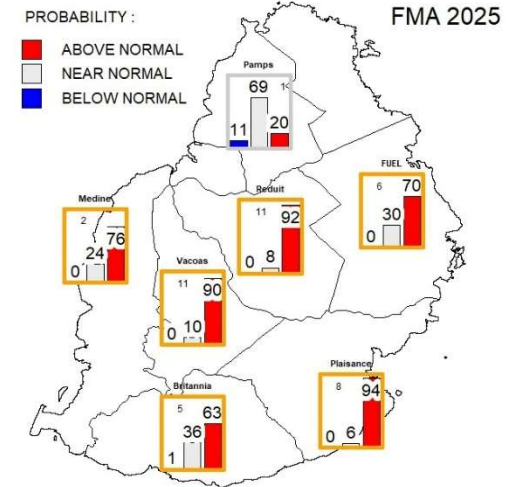 PROBABILITY :
FMA 2025
ABOVE NORMAL
NEAR NORMAL
BELOW NORMAL
Pamps
69
1
11
20
FUEL
6
70
30
0
Reduit
11
92
0
8
Medine
2
76
24
0
Vacoas
11
90
0
10
Plaisance
8
94
0
6
Britannia
5
63
36
1